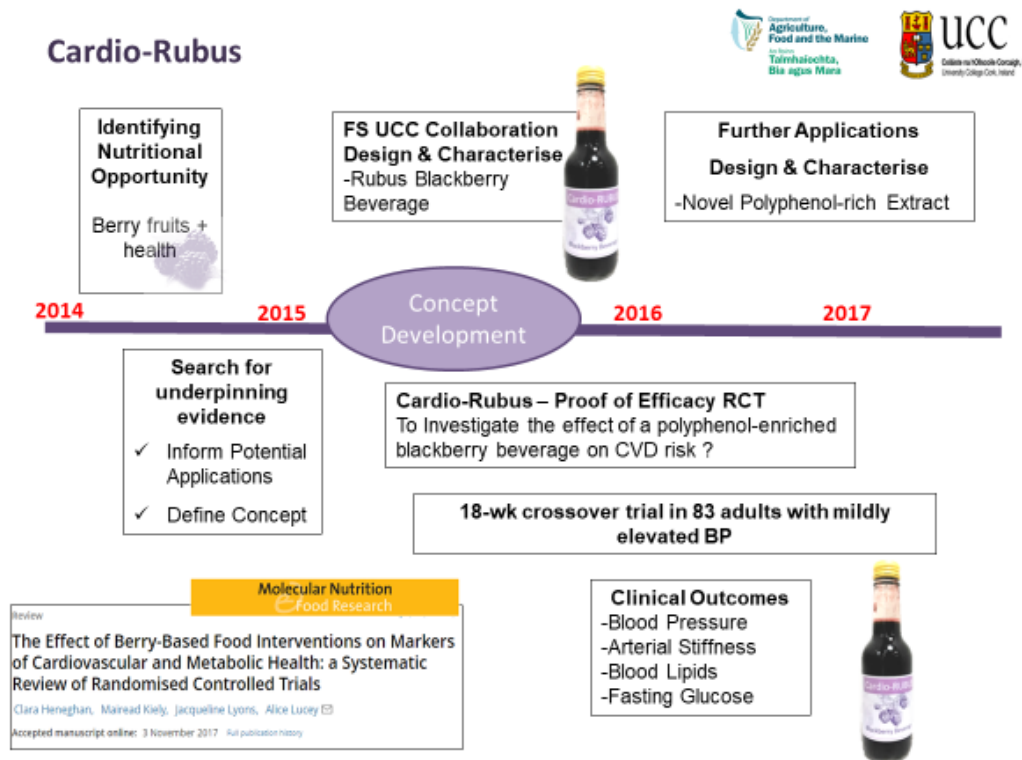 Cardio-Rubus
Department of
Agriculture,
Food and the Marine
An Roinn
Talmhaíochta,
Bia agus Mara
UCC
Coláiste na hOllscoile Corcaigh,
University College Cork, Ireland
Identifying
Nutritional
Opportunity
Berry fruits +
health
FS UCC Collaboration
Design & Characterise
-Rubus Blackberry
Beverage
Cardio-RUBUS
Blackberry Beverage
Further Applications
Design & Characterise
-Novel Polyphenol-rich Extract
2014
2015
Concept
Development
2016
2017
Search for
underpinning
evidence
✓ Inform Potential
Applications
✓ Define Concept
Cardio-Rubus – Proof of Efficacy RCT
To Investigate the effect of a polyphenol-enriched
blackberry beverage on CVD risk ?
18-wk crossover trial in 83 adults with mildly
elevated BP
Molecular Nutrition
Food Research
Review
The Effect of Berry-Based Food Interventions on Markers
of Cardiovascular and Metabolic Health: a Systematic
Review of Randomised Controlled Trials
Clara Heneghan, Mairead Kiely, Jacqueline Lyons, Alice Lucey
Accepted manuscript online: 3 November 2017 Full publication history
Clinical Outcomes
-Blood Pressure
-Arterial Stiffness
-Blood Lipids
-Fasting Glucose
Cardio-RUBUS
Blackberry Beverage